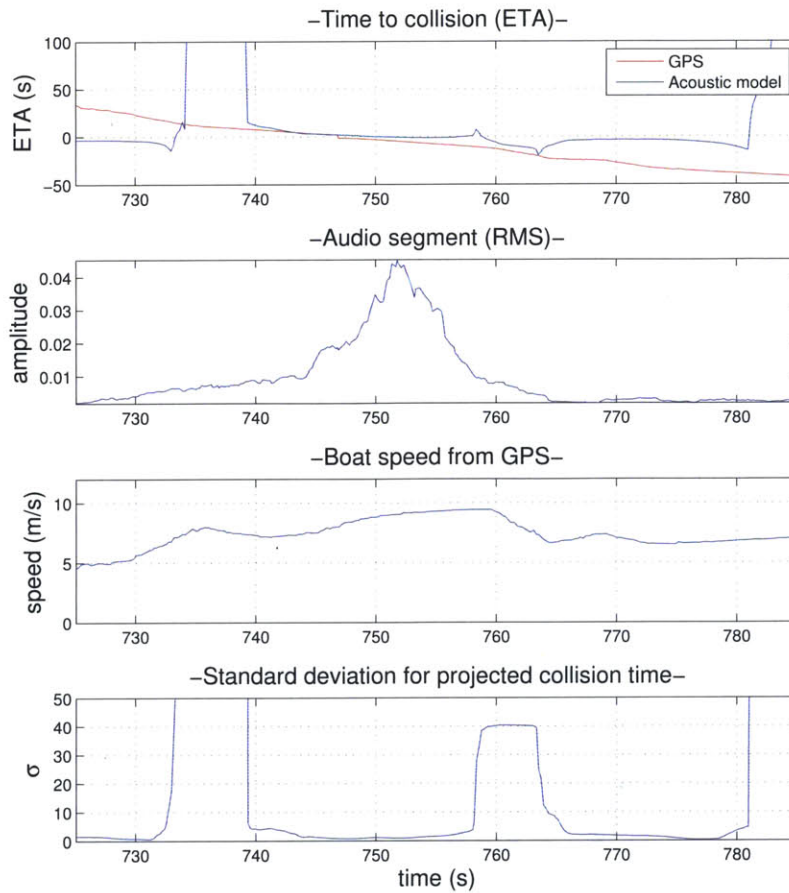 –Time to collision (ETA)–
100
50
0
–50
ETA (s)
GPS
Acoustic model
730 740 750 760 770 780
–Audio segment (RMS)–
0.04
0.03
0.02
0.01
amplitude
730 740 750 760 770 780
–Boat speed from GPS–
10
5
0
speed (m/s)
730 740 750 760 770 780
–Standard deviation for projected collision time–
50
40
30
20
10
0
σ
730 740 750 760 770 780
time (s)